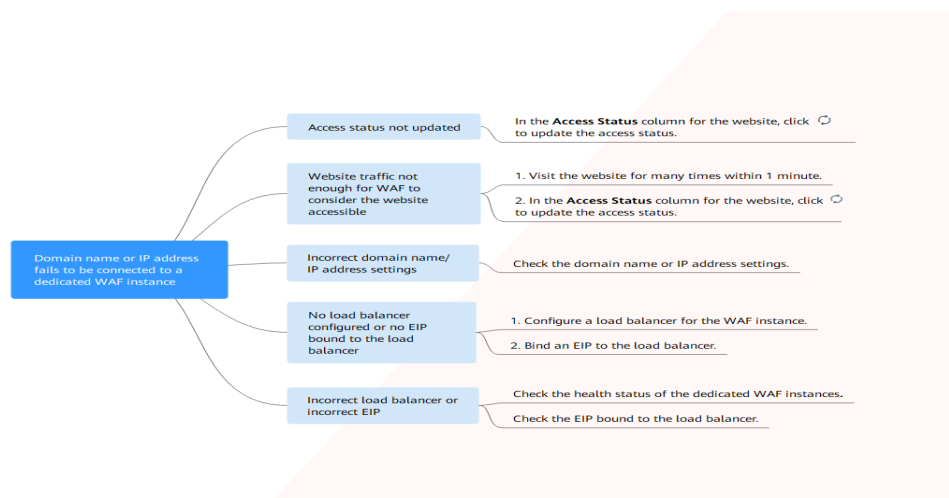 Domain name or IP address
fails to be connected to a
dedicated WAF instance
Access status not updated
In the Access Status column for the website, click
to update the access status.
Website traffic not
enough for WAF to
consider the website
accessible
1. Visit the website for many times within 1 minute.
2. In the Access Status column for the website, click
to update the access status.
Incorrect domain name/
IP address settings
Check the domain name or IP address settings.
No load balancer
configured or no EIP
bound to the load
balancer
1. Configure a load balancer for the WAF instance.
2. Bind an EIP to the load balancer.
Incorrect load balancer or
incorrect EIP
Check the health status of the dedicated WAF instances.
Check the EIP bound to the load balancer.